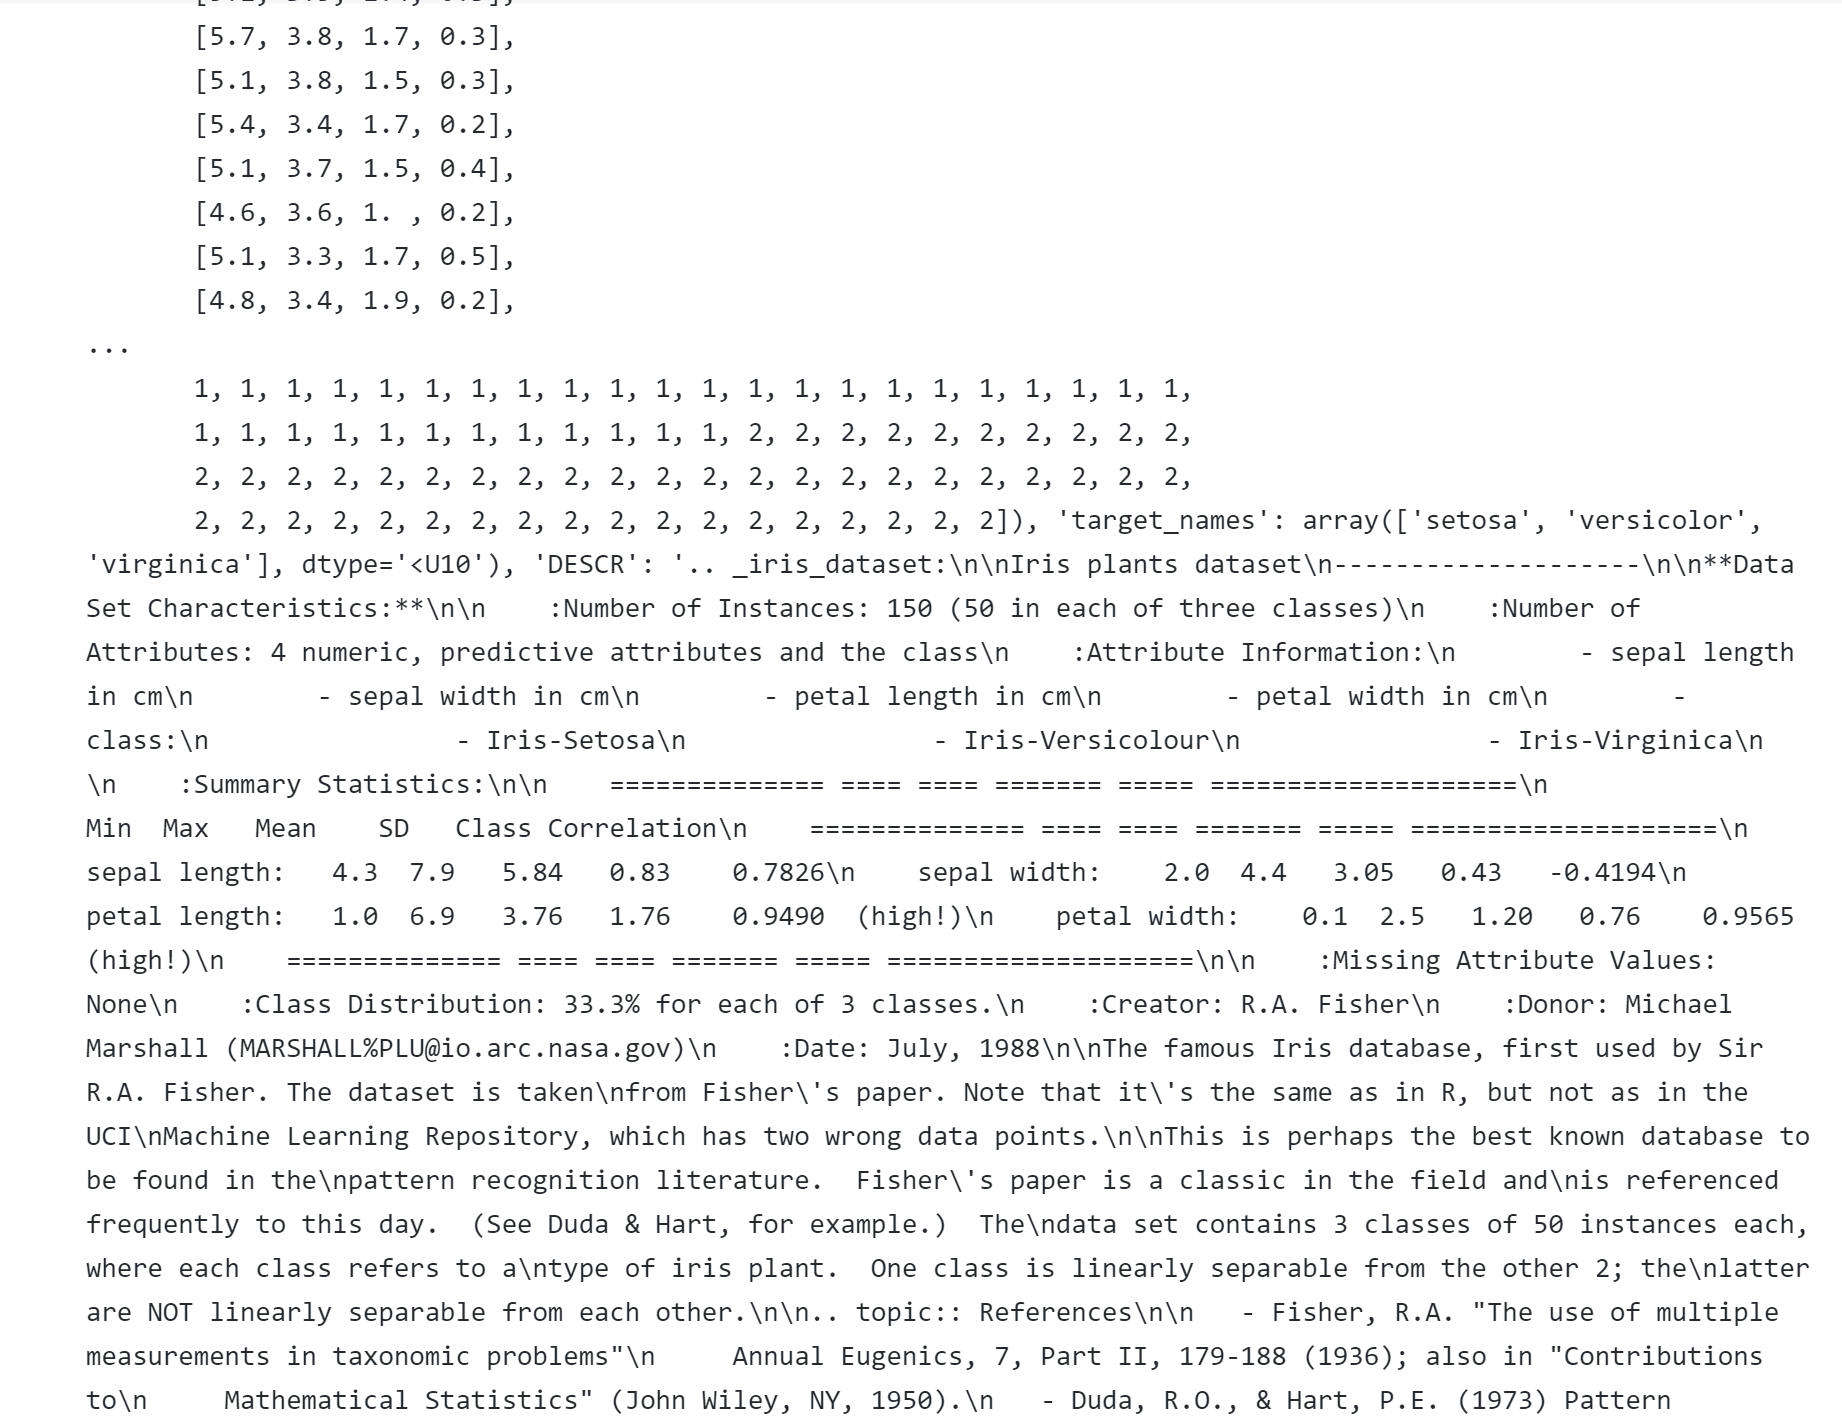 [5.7, 3.8, 1.7, 0.3],
[5.1, 3.8, 1.5, 0.3],
[5.4, 3.4, 1.7, 0.2],
[5.1, 3.7, 1.5, 0.4],
[4.6, 3.6, 1. , 0.2],
[5.1, 3.3, 1.7, 0.5],
[4.8, 3.4, 1.9, 0.2],
...
1, 1, 1, 1, 1, 1, 1, 1, 1, 1, 1, 1, 1, 1, 1, 1, 1, 1, 1, 1, 1, 1,
1, 1, 1, 1, 1, 1, 1, 1, 1, 1, 1, 1, 2, 2, 2, 2, 2, 2, 2, 2, 2, 2,
2, 2, 2, 2, 2, 2, 2, 2, 2, 2, 2, 2, 2, 2, 2, 2, 2, 2, 2, 2, 2, 2,
2, 2, 2, 2, 2, 2, 2, 2, 2, 2, 2, 2, 2, 2, 2, 2, 2, 2]), 'target_names': array(['setosa', 'versicolor',
'virginica'], dtype='<U10'), 'DESCR': '.. _iris_dataset:\n\nIris plants dataset\n--------------------\n\n**Data
Set Characteristics:**\n\n    :Number of Instances: 150 (50 in each of three classes)\n    :Number of
Attributes: 4 numeric, predictive attributes and the class\n    :Attribute Information:\n        - sepal length
in cm\n        - sepal width in cm\n        - petal length in cm\n        - petal width in cm\n        -
class:\n                - Iris-Setosa\n                - Iris-Versicolour\n                - Iris-Virginica\n
\n    :Summary Statistics:\n\n    ============== ==== ==== ======= ===== ====================\n
Min  Max   Mean    SD   Class Correlation\n    ============== ==== ==== ======= ===== ====================\n
sepal length:   4.3  7.9   5.84   0.83    0.7826\n    sepal width:    2.0  4.4   3.05   0.43   -0.4194\n
petal length:   1.0  6.9   3.76   1.76    0.9490  (high!)\n    petal width:    0.1  2.5   1.20   0.76    0.9565
(high!)\n    ============== ==== ==== ======= ===== ====================\n\n    :Missing Attribute Values:
None\n    :Class Distribution: 33.3% for each of 3 classes.\n    :Creator: R.A. Fisher\n    :Donor: Michael
Marshall (MARSHALL%PLU@io.arc.nasa.gov)\n    :Date: July, 1988\n\nThe famous Iris database, first used by Sir
R.A. Fisher. The dataset is taken\nfrom Fisher\'s paper. Note that it\'s the same as in R, but not as in the
UCI\nMachine Learning Repository, which has two wrong data points.\n\nThis is perhaps the best known database to
be found in the\npattern recognition literature.  Fisher\'s paper is a classic in the field and\nis referenced
frequently to this day.  (See Duda & Hart, for example.)  The\ndata set contains 3 classes of 50 instances each,
where each class refers to a\ntype of iris plant.  One class is linearly separable from the other 2; the\nlatter
are NOT linearly separable from each other.\n\n.. topic:: References\n\n   - Fisher, R.A. "The use of multiple
measurements in taxonomic problems"\n     Annual Eugenics, 7, Part II, 179-188 (1936); also in "Contributions
to\n     Mathematical Statistics" (John Wiley, NY, 1950).\n   - Duda, R.O., & Hart, P.E. (1973) Pattern